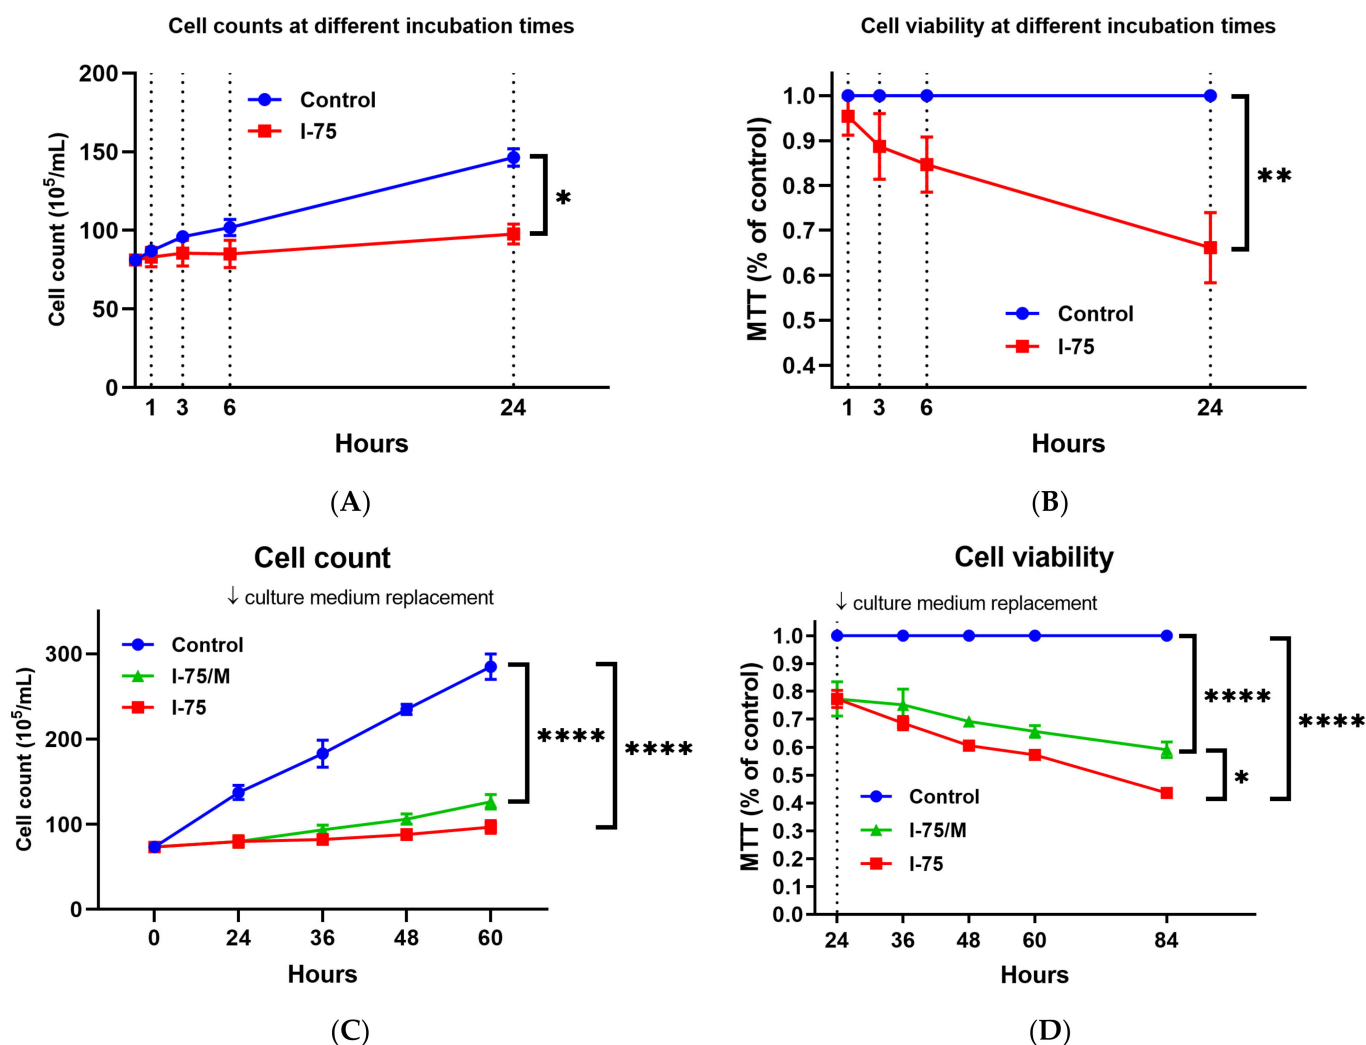 Cell counts at different incubation times
200
150
100
50
0
Cell count (10⁵/mL)
Control
I-75
*
1 3 6 24
Hours
(A)
Cell viability at different incubation times
1.0
0.9
0.8
0.7
0.6
0.5
0.4
MTT (% of control)
Control
I-75
**
1 3 6 24
Hours
(B)
Cell count
↓ culture medium replacement
300
200
100
0
Cell count (10⁵/mL)
Control
I-75/M
I-75
****
****
0 24 36 48 60
Hours
(C)
Cell viability
↓ culture medium replacement
1.0
0.9
0.8
0.7
0.6
0.5
0.4
0.3
0.2
0.1
0.0
MTT (% of control)
Control
I-75/M
I-75
****
****
*
24 36 48 60 84
Hours
(D)